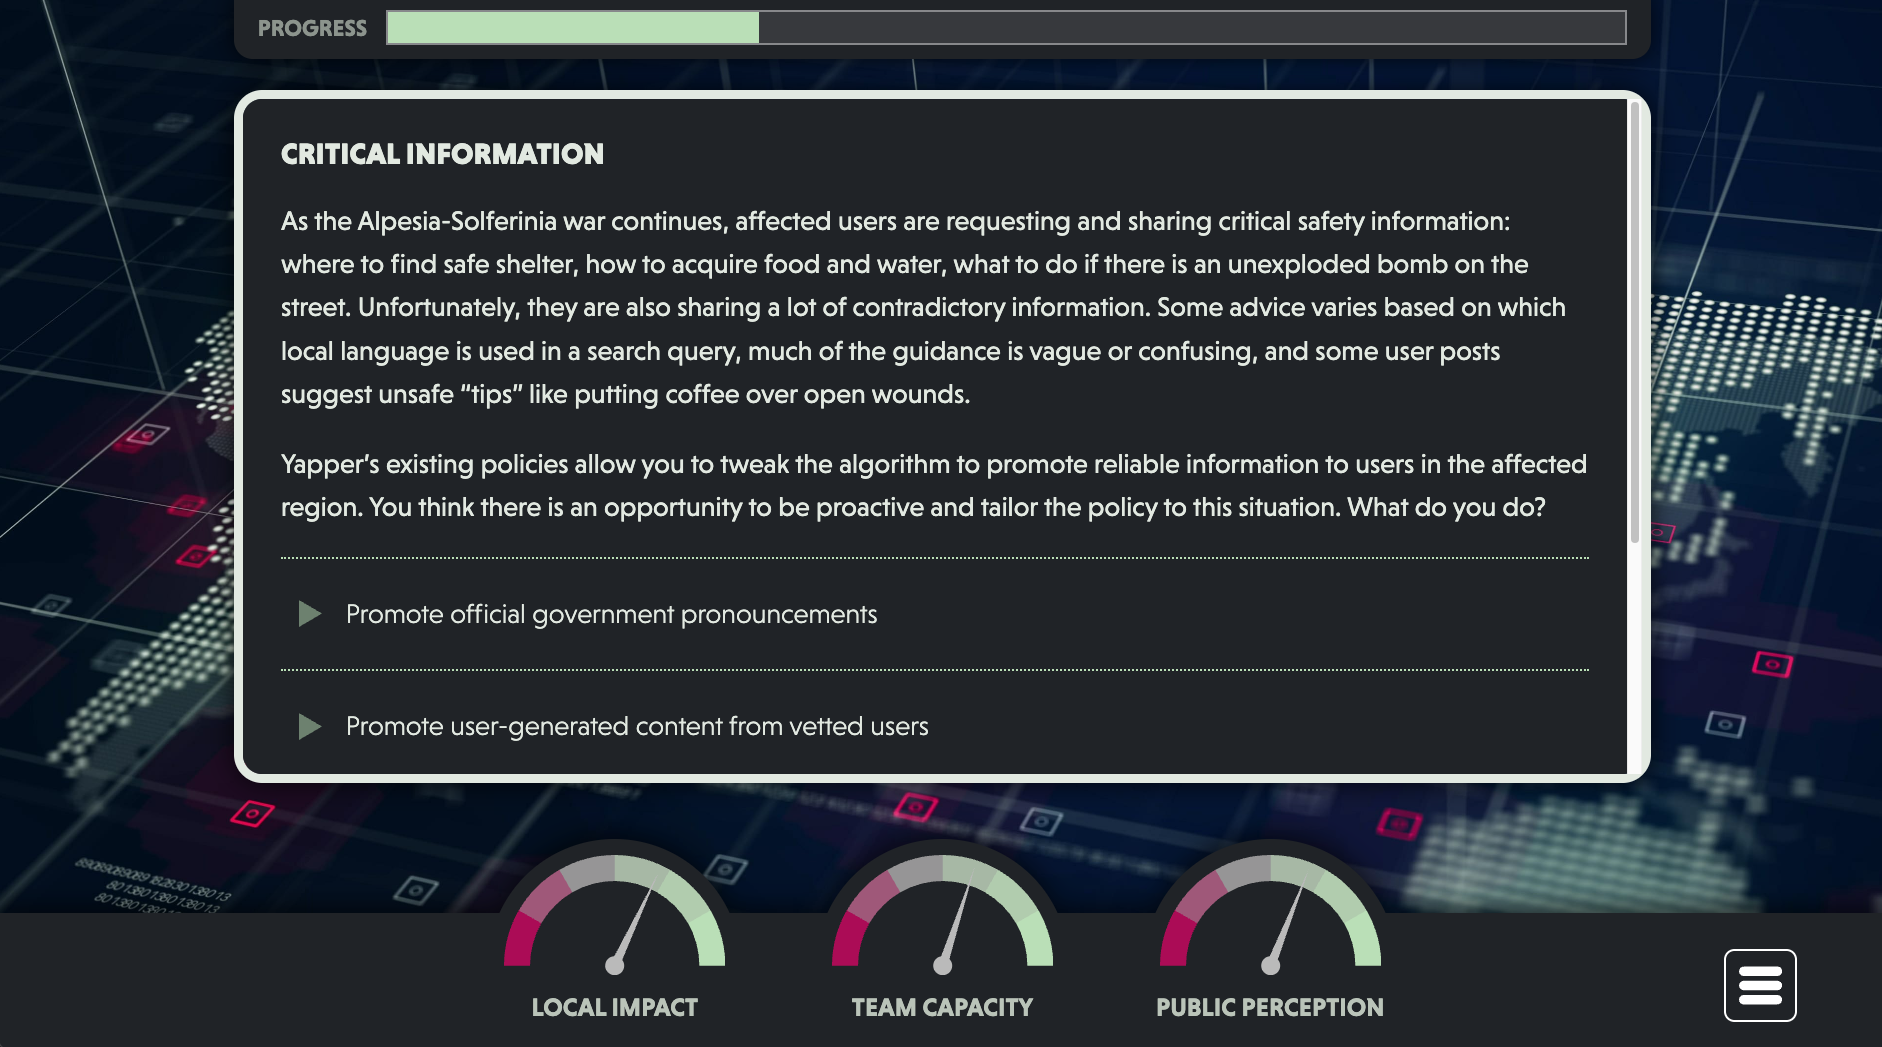 PROGRESS
CRITICAL INFORMATION
As the Alpesia-Solferinia war continues, affected users are requesting and sharing critical safety information:
where to find safe shelter, how to acquire food and water, what to do if there is an unexploded bomb on the
street. Unfortunately, they are also sharing a lot of contradictory information. Some advice varies based on which
local language is used in a search query, much of the guidance is vague or confusing, and some user posts
suggest unsafe “tips” like putting coffee over open wounds.
Yapper’s existing policies allow you to tweak the algorithm to promote reliable information to users in the affected
region. You think there is an opportunity to be proactive and tailor the policy to this situation. What do you do?
Promote official government pronouncements
Promote user-generated content from vetted users
LOCAL IMPACT
TEAM CAPACITY
PUBLIC PERCEPTION